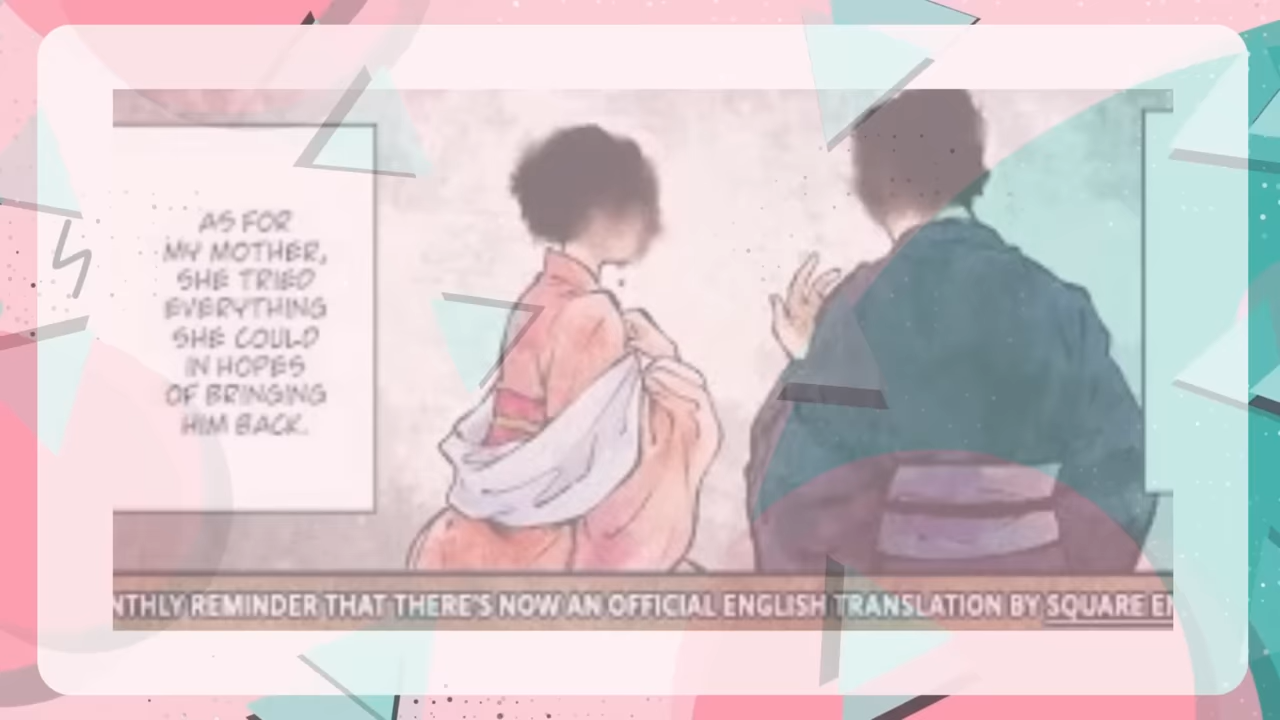 AS FOR
MY MOTHER,
SHE TRIED
EVERYTHING
SHE COULD
IN HOPES
OF BRINGING
HIM BACK.
NTHLY REMINDER THAT THERE'S NOW AN OFFICIAL ENGLISH TRANSLATION BY SQUARE EN